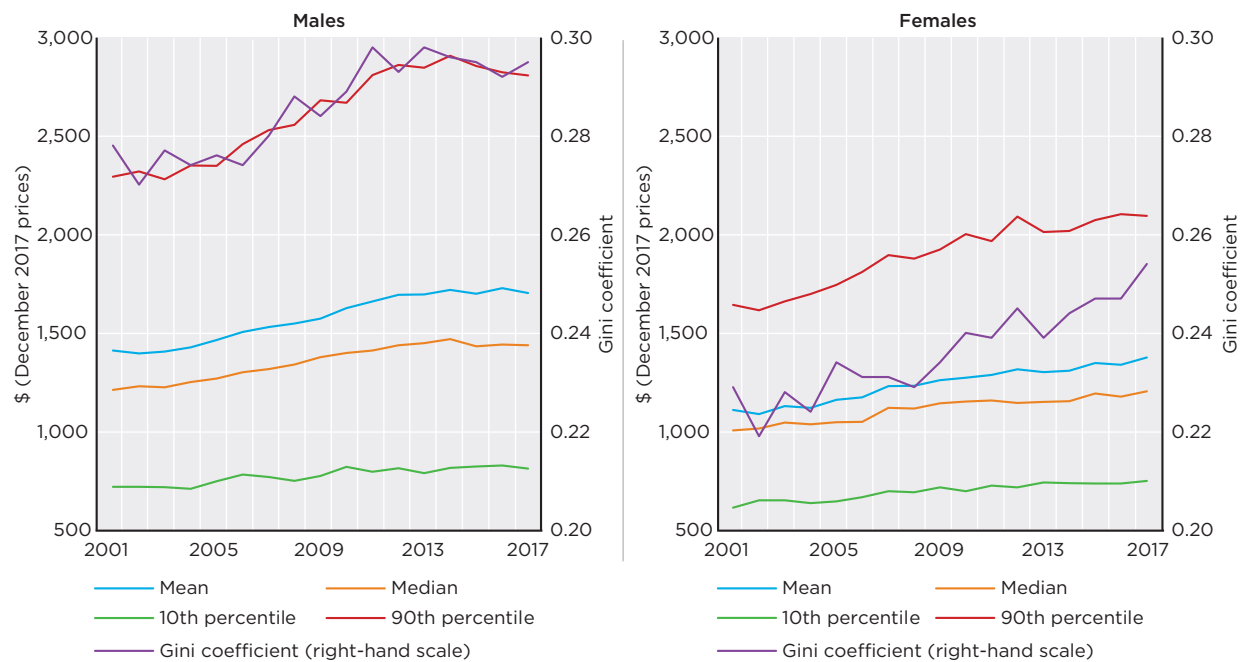 Males
3,000
2,500
2,000
1,500
1,000
500
$ (December 2017 prices)
0.30
0.28
0.26
0.24
0.22
0.20
Gini coefficient
2001 2005 2009 2013 2017
Mean Median
10th percentile 90th percentile
Gini coefficient (right-hand scale)
Females
3,000
2,500
2,000
1,500
1,000
500
$ (December 2017 prices)
0.30
0.28
0.26
0.24
0.22
0.20
Gini coefficient
2001 2005 2009 2013 2017
Mean Median
10th percentile 90th percentile
Gini coefficient (right-hand scale)